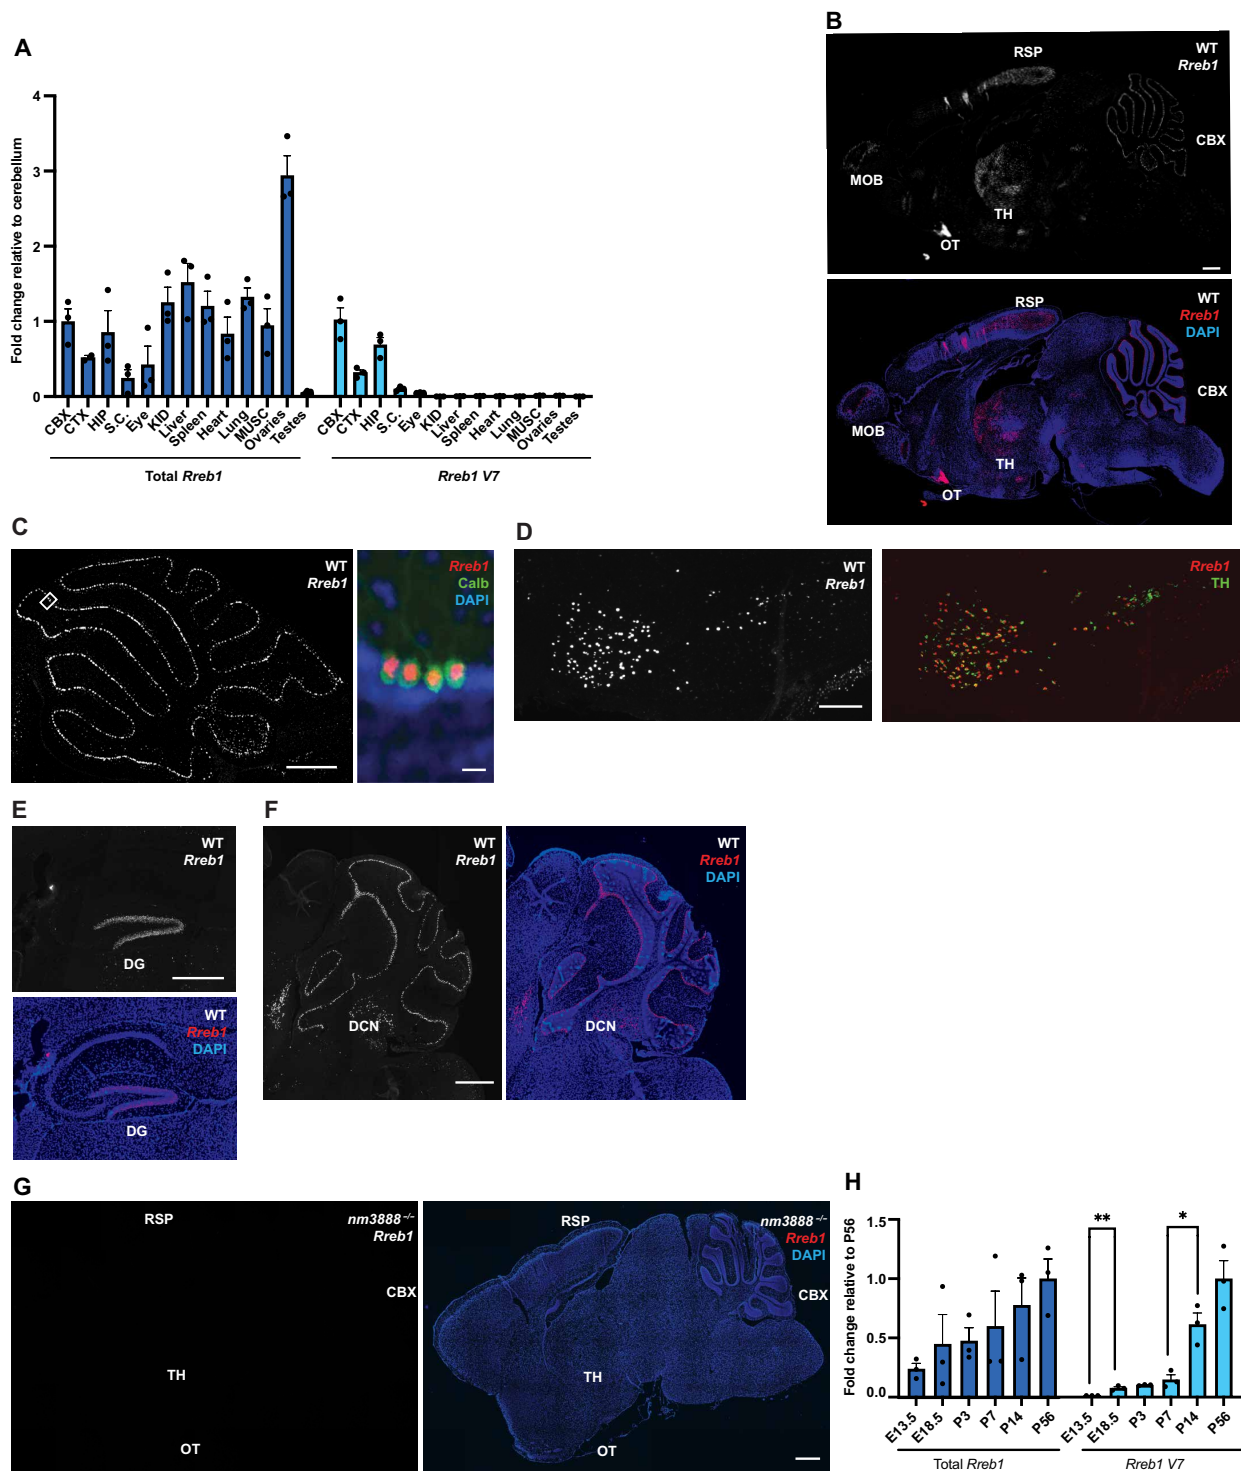 A
Fold change relative to cerebellum
4
3
2
1
0
CBX
CTX
HIP
S.C.
Eye
KID
Liver
Spleen
Heart
Lung
MUSC
Ovaries
Testes
CBX
CTX
HIP
S.C.
Eye
KID
Liver
Spleen
Heart
Lung
MUSC
Ovaries
Testes
Total Rreb1
Rreb1 V7
B
RSP
WT
Rreb1
CBX
MOB
TH
OT
RSP
WT
Rreb1
DAPI
CBX
MOB
TH
OT
C
WT
Rreb1
Rreb1
Calb
DAPI
D
WT
Rreb1
Rreb1
TH
E
WT
Rreb1
DG
WT
Rreb1
DAPI
DG
F
WT
Rreb1
DCN
WT
Rreb1
DAPI
DCN
G
RSP
nm3888-/-
Rreb1
CBX
TH
OT
RSP
nm3888-/-
Rreb1
DAPI
CBX
TH
OT
H
Fold change relative to P56
1.5
1.0
0.5
0.0
**
*
E13.5
E18.5
P3
P7
P14
P56
E13.5
E18.5
P3
P7
P14
P56
Total Rreb1
Rreb1 V7